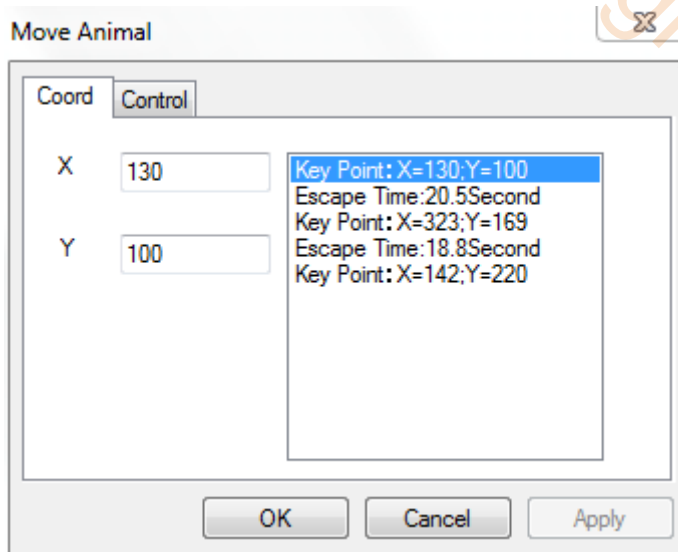 Move Animal
Coord
Control
X
130
Y
100
Key Point: X=130;Y=100
Escape Time:20.5Second
Key Point: X=323;Y=169
Escape Time:18.8Second
Key Point: X=142;Y=220
OK
Cancel
Apply